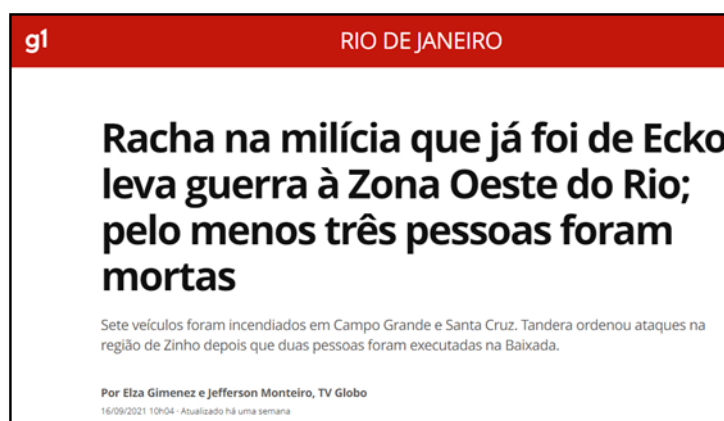 g1
RIO DE JANEIRO
Racha na milícia que já foi de Ecko
leva guerra à Zona Oeste do Rio;
pelo menos três pessoas foram
mortas
Sete veículos foram incendiados em Campo Grande e Santa Cruz. Tandera ordenou ataques na
região de Zinho depois que duas pessoas foram executadas na Baixada.
Por Elza Gimenez e Jefferson Monteiro, TV Globo
16/09/2021 10h04 · Atualizado há uma semana